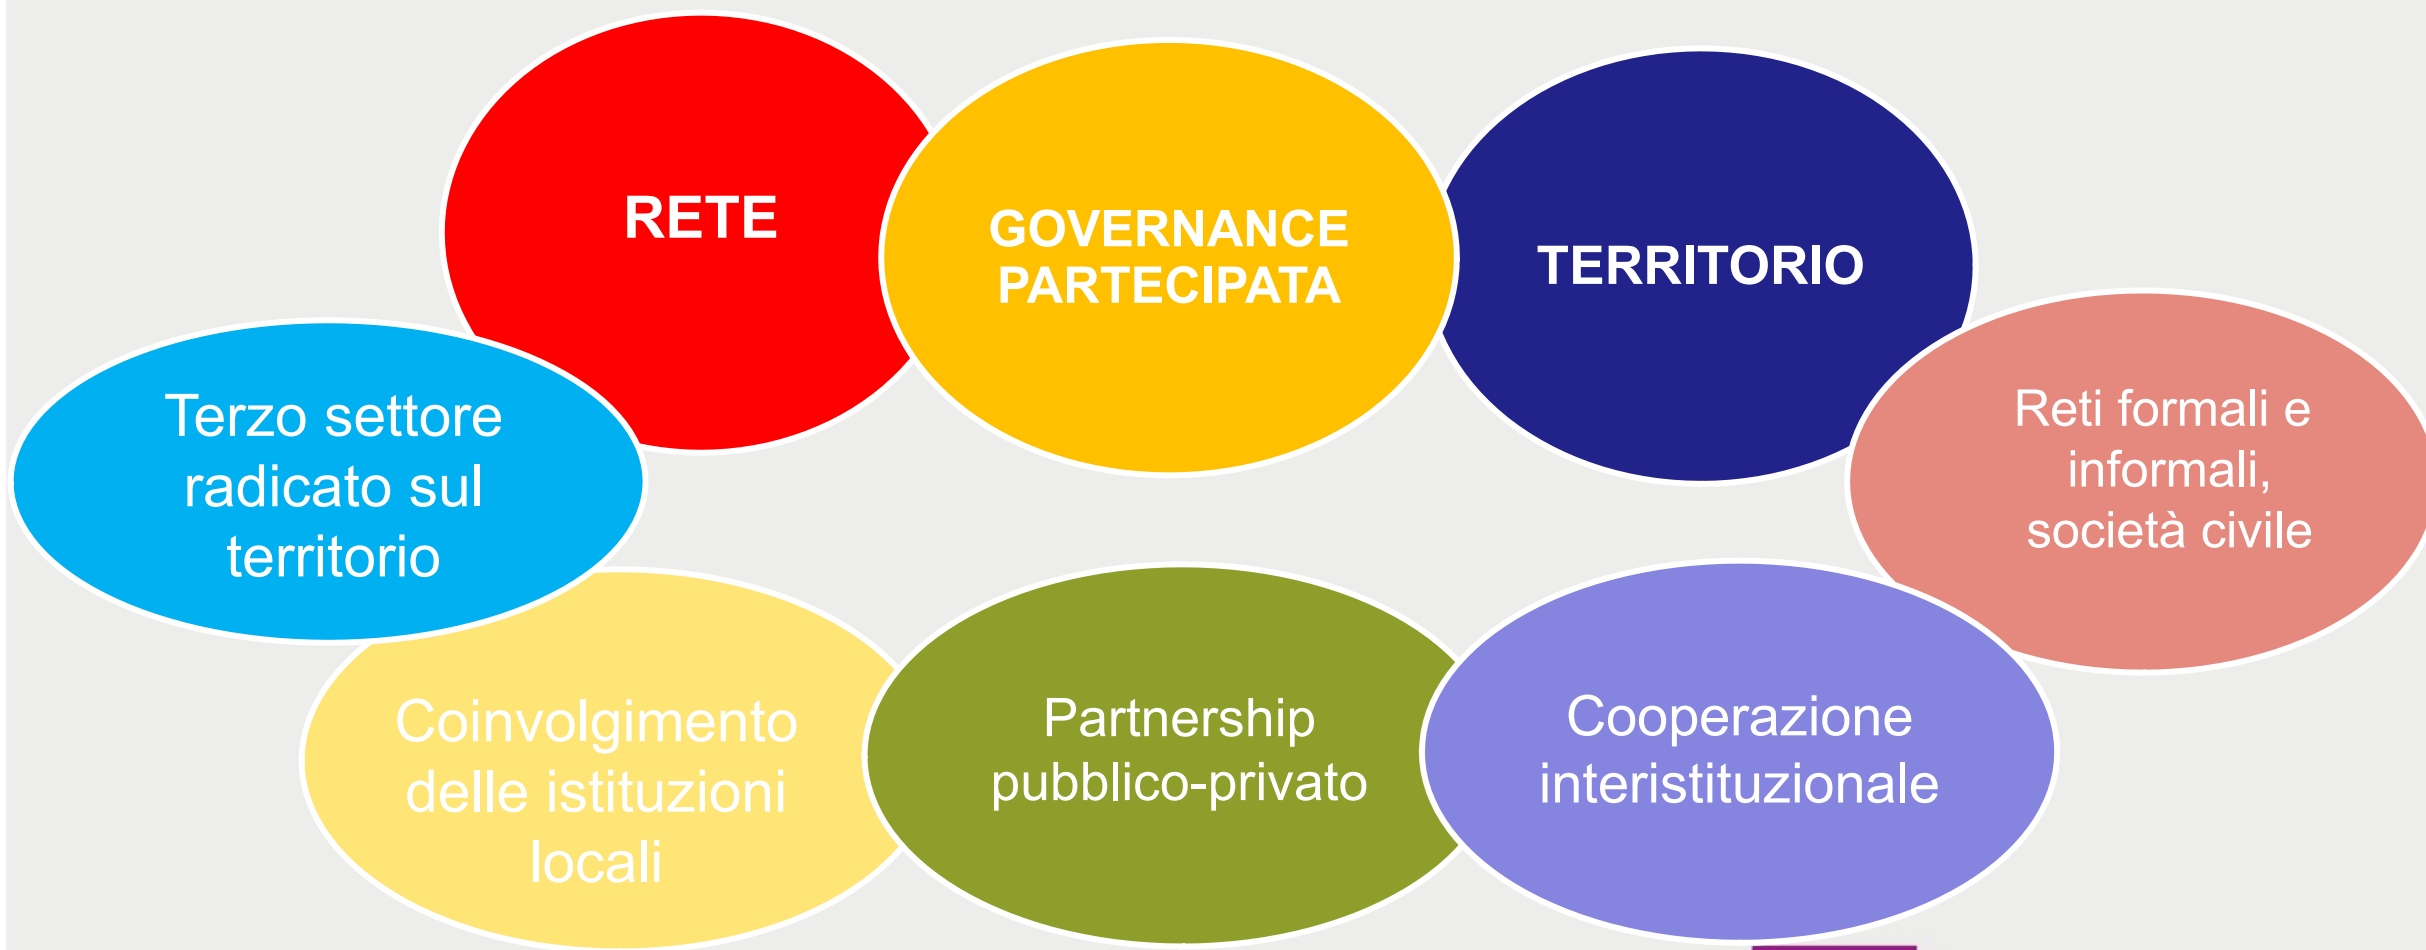 RETE
GOVERNANCE
PARTECIPATA
TERRITORIO
Terzo settore
radicato sul
territorio
Reti formali e
informali,
società civile
Coinvolgimento
delle istituzioni
locali
Partnership
pubblico-privato
Cooperazione
interistituzionale